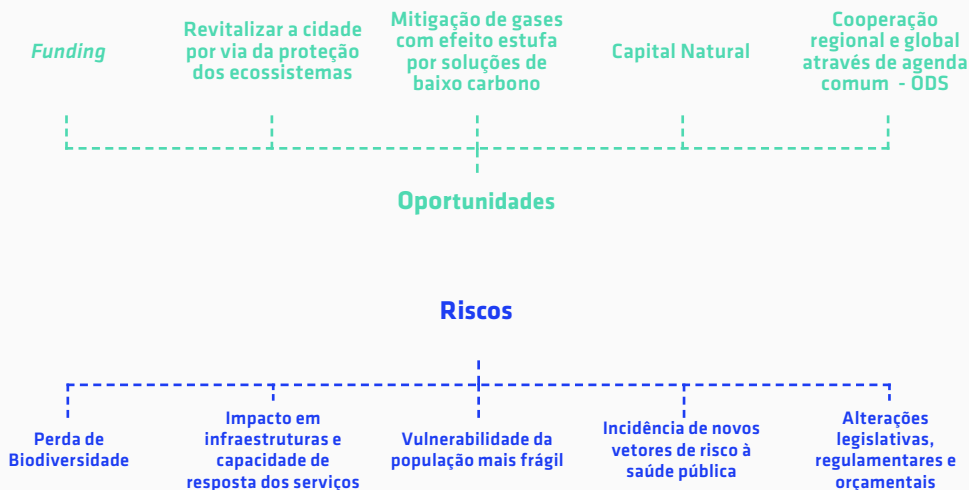 Funding
Revitalizar a cidade
por via da proteção
dos ecossistemas
Mitigação de gases
com efeito estufa
por soluções de
baixo carbono
Capital Natural
Cooperação
regional e global
através de agenda
comum - ODS
Oportunidades
Riscos
Perda de
Biodiversidade
Impacto em
infraestruturas e
capacidade de
resposta dos serviços
Vulnerabilidade da
população mais frágil
Incidência de novos
vetores de risco à
saúde pública
Alterações
legislativas,
regulamentares e
orçamentais